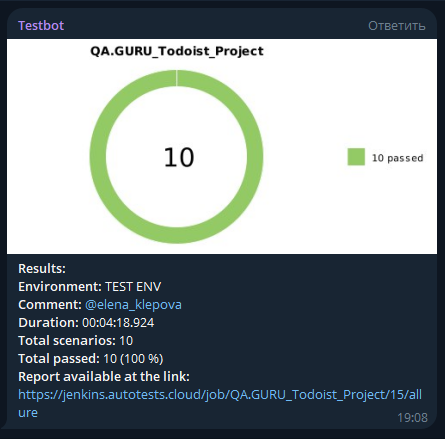 Testbot
Ответить
QA.GURU_Todoist_Project
10
10 passed
Results:
Environment: TEST ENV
Comment: @elena_klepova
Duration: 00:04:18.924
Total scenarios: 10
Total passed: 10 (100 %)
Report available at the link:
https://jenkins.autotests.cloud/job/QA.GURU_Todoist_Project/15/all
ure
19:08